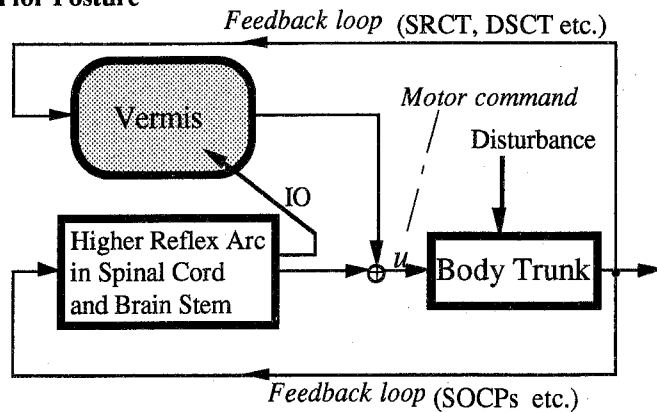 for Posture
Feedback loop (SRCT, DSCT etc.)
Vermis
Motor command
Disturbance
IO
Higher Reflex Arc
in Spinal Cord
and Brain Stem
u
Body Trunk
Feedback loop (SOCPs etc.)